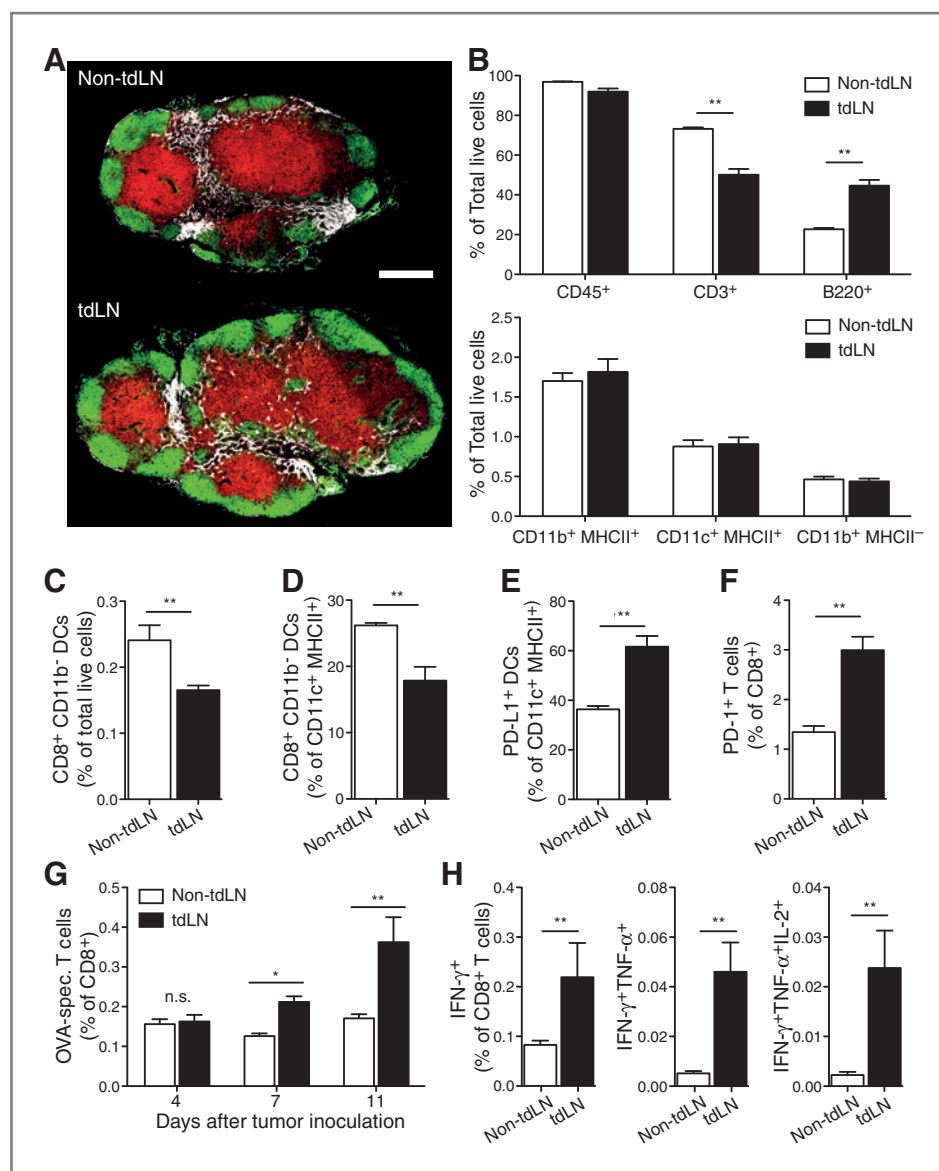 A
Non-tdLN
tdLN
B
% of Total live cells
100
80
60
40
20
0
**
**
Non-tdLN
tdLN
CD45+
CD3+
B220+
% of Total live cells
2.5
2.0
1.5
1.0
0.5
0.0
Non-tdLN
tdLN
CD11b+ MHCII+
CD11c+ MHCII+
CD11b+ MHCII−
C
CD8+ CD11b- DCs
(% of total live cells)
0.3
0.2
0.1
0.0
**
Non-tdLN
tdLN
D
CD8+ CD11b- DCs
(% of CD11c+ MHCII+)
30
20
10
0
**
Non-tdLN
tdLN
E
PD-L1+ DCs
(% of CD11c+ MHCII+)
80
60
40
20
0
**
Non-tdLN
tdLN
F
PD-1+ T cells
(% of CD8+)
4
3
2
1
0
**
Non-tdLN
tdLN
G
OVA-spec. T cells
(% of CD8+)
0.5
0.4
0.3
0.2
0.1
0.0
Non-tdLN
tdLN
n.s.
*
**
4
7
11
Days after tumor inoculation
H
IFN-γ+
(% of CD8+ T cells)
0.4
0.3
0.2
0.1
0.0
**
Non-tdLN
tdLN
IFN-γ+TNF-α+
0.08
0.06
0.04
0.02
0.00
**
Non-tdLN
tdLN
IFN-γ+TNF-α+IL-2+
0.04
0.03
0.02
0.01
0.00
**
Non-tdLN
tdLN